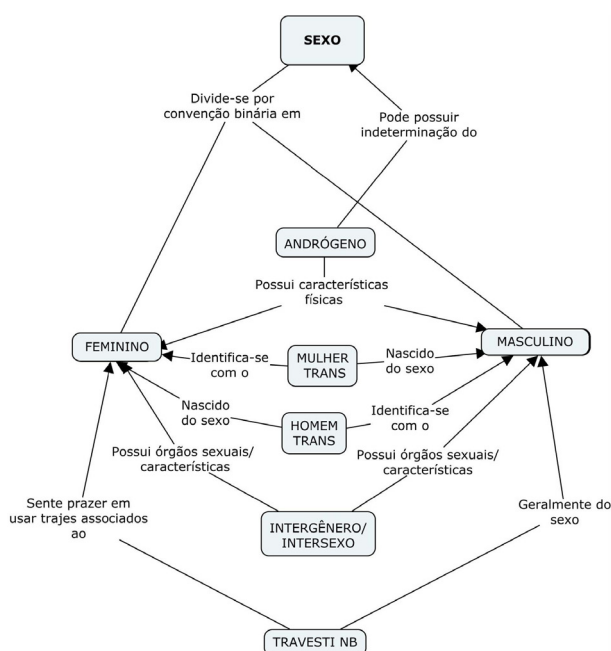 SEXO
Divide-se por
convenção binária em
Pode possuir
indeterminação do
ANDRÓGENO
Possui características
físicas
FEMININO
MASCULINO
Identifica-se
com o
MULHER
TRANS
Nascido
do sexo
Nascido
do sexo
HOMEM
TRANS
Identifica-se
com o
Possui órgãos sexuais/
características
Possui órgãos sexuais/
características
Sente prazer em
usar trajes associados
ao
INTERGÊNERO/
INTERSEXO
Geralmente do
sexo
TRAVESTI NB